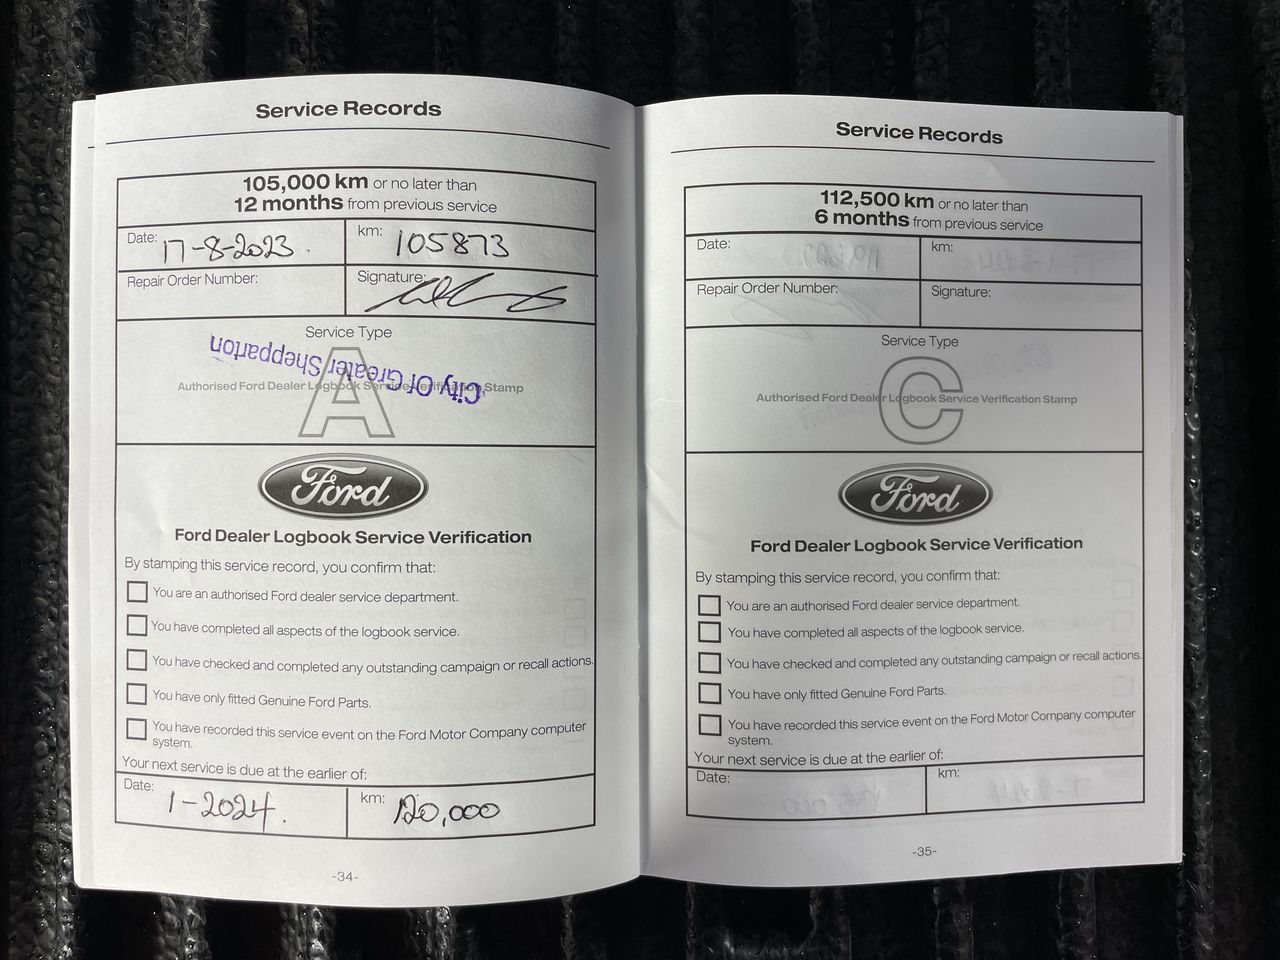 Service Records
105,000 km or no later than
12 months from previous service
Date: 17-8-2023.
km: 105873
Repair Order Number:
Signature:
Service Type
A
Authorised Ford Dealer Logbook Service Verification Stamp
City Of Greater Shepparton
Ford
Ford Dealer Logbook Service Verification
By stamping this service record, you confirm that:
You are an authorised Ford dealer service department.
You have completed all aspects of the logbook service.
You have checked and completed any outstanding campaign or recall actions.
You have only fitted Genuine Ford Parts.
You have recorded this service event on the Ford Motor Company computer
system.
Your next service is due at the earlier of:
Date: 1-2024.
km: 120,000
-34-
Service Records
112,500 km or no later than
6 months from previous service
Date:
km:
Repair Order Number:
Signature:
Service Type
C
Authorised Ford Dealer Logbook Service Verification Stamp
Ford
Ford Dealer Logbook Service Verification
By stamping this service record, you confirm that:
You are an authorised Ford dealer service department.
You have completed all aspects of the logbook service.
You have checked and completed any outstanding campaign or recall actions.
You have only fitted Genuine Ford Parts.
You have recorded this service event on the Ford Motor Company computer
system.
Your next service is due at the earlier of:
Date:
km:
-35-